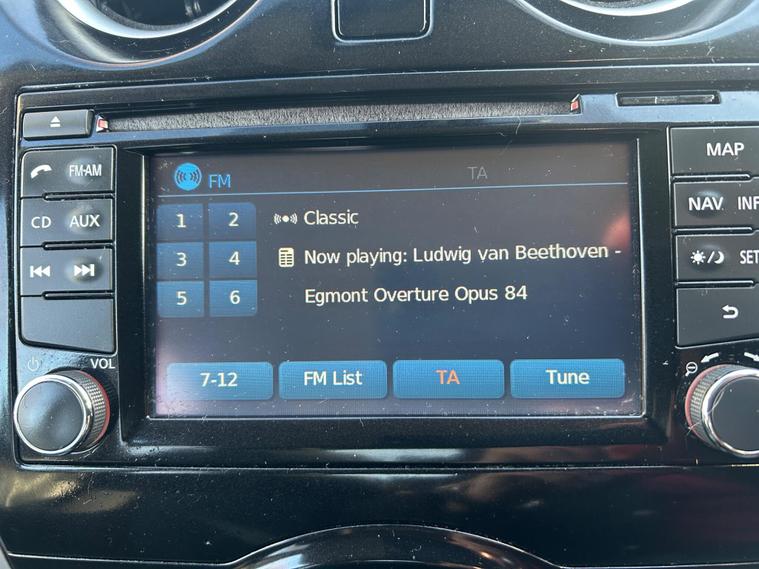 MAP
FM-AM
FM
TA
NAV
CD
AUX
1
2
Classic
3
4
Now playing: Ludwig van Beethoven -
5
6
Egmont Overture Opus 84
VOL
7-12
FM List
TA
Tune